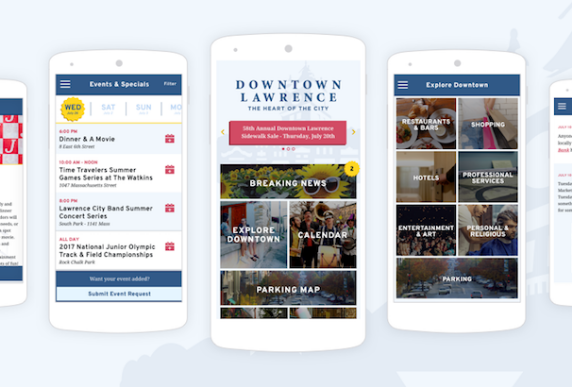 Events & Specials
Filter
WED
SAT
SUN
MO
6:00 PM
Dinner & A Movie
8 East 6th Street
10:00 AM - NOON
Time Travelers Summer
Games Series at The Watkins
1047 Massachusetts Street
8:00 PM
Lawrence City Band Summer
Concert Series
South Park - 1141 Mass
ALL DAY
2017 National Junior Olympic
Track & Field Championships
Rock Chalk Park
Want your event added?
Submit Event Request
DOWNTOWN
LAWRENCE
THE HEART OF THE CITY
58th Annual Downtown Lawrence
Sidewalk Sale - Thursday, July 20th
BREAKING NEWS
2
EXPLORE
DOWNTOWN
CALENDAR
PARKING MAP
Explore Downtown
RESTAURANTS
& BARS
SHOPPING
HOTELS
PROFESSIONAL
SERVICES
ENTERTAINMENT
& ART
PERSONAL &
RELIGIOUS
PARKING